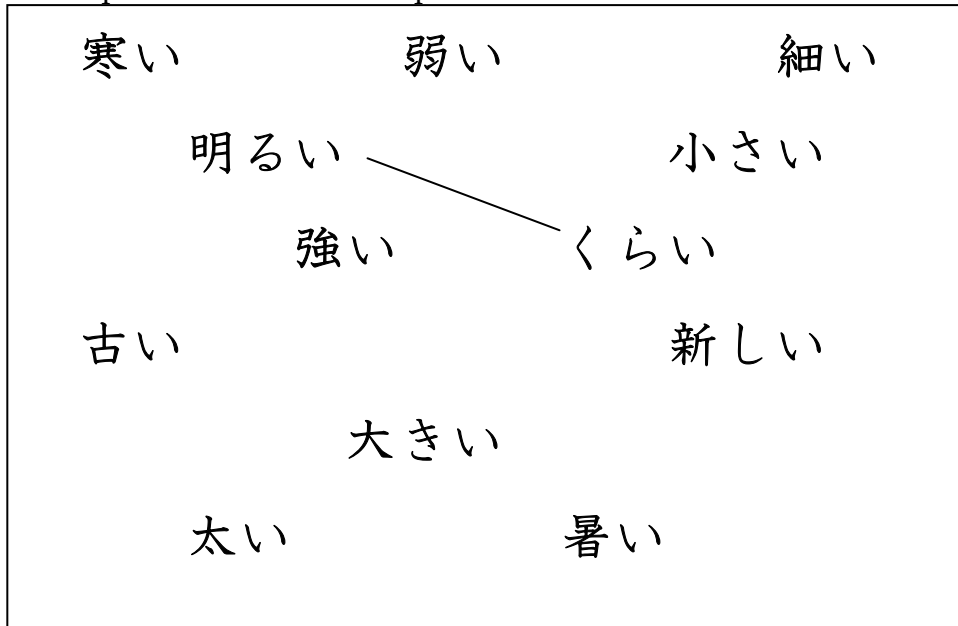 寒い 弱い 細い
明るい 小さい
強い くらい
古い 新しい
大きい
太い 暑い